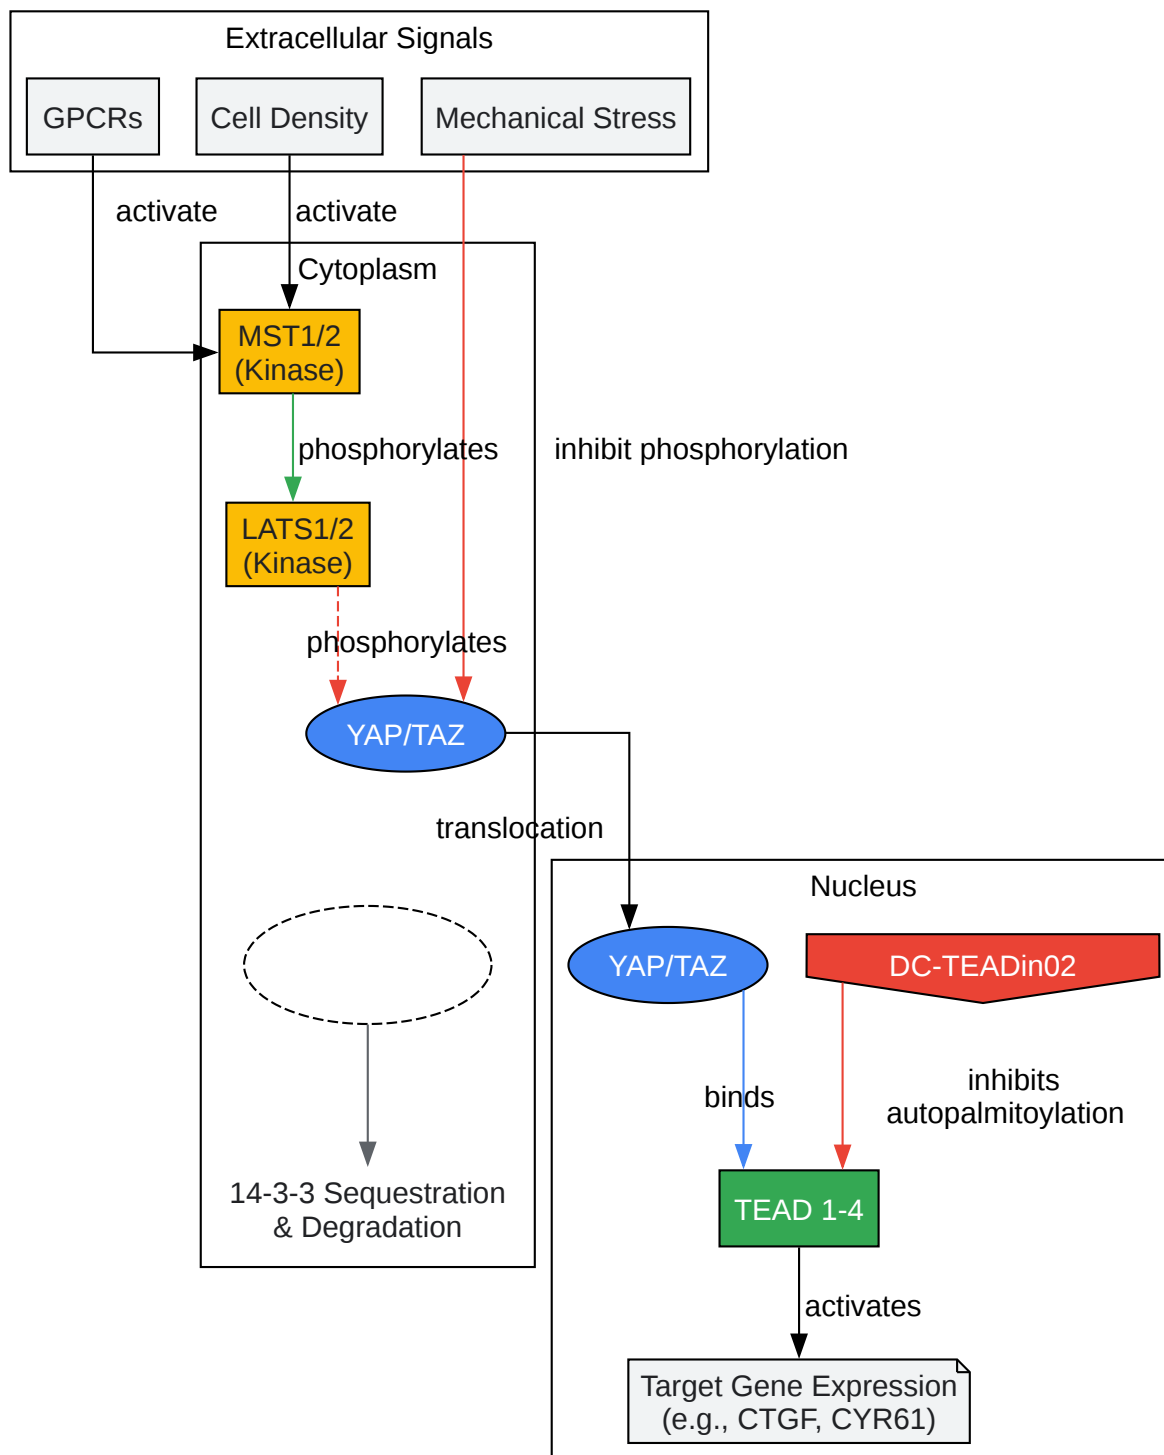 Extracellular Signals
GPCRs
Cell Density
Mechanical Stress
activate
activate
Cytoplasm
MST1/2
(Kinase)
phosphorylates
inhibit phosphorylation
LATS1/2
(Kinase)
phosphorylates
YAP/TAZ
translocation
Nucleus
YAP/TAZ
DC-TEADin02
binds
inhibits
autopalmitoylation
14-3-3 Sequestration
& Degradation
TEAD 1-4
activates
Target Gene Expression
(e.g., CTGF, CYR61)